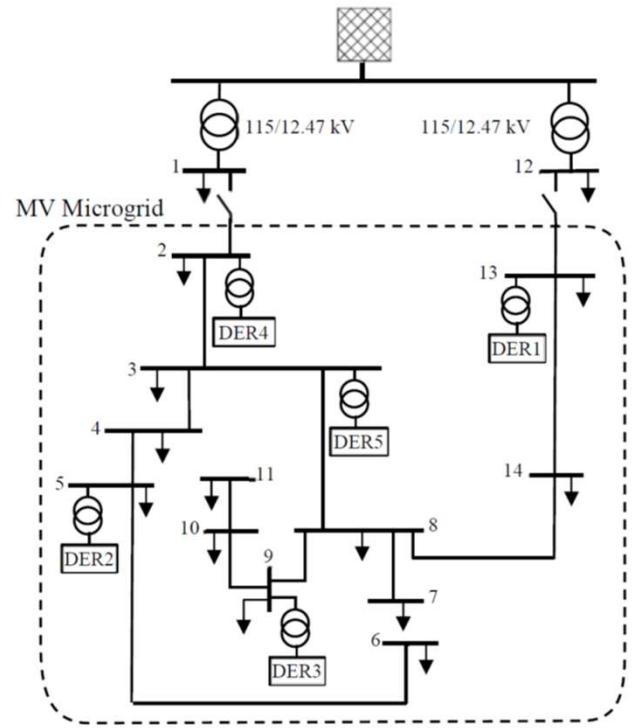 115/12.47 kV 115/12.47 kV
1 12
MV Microgrid
2
13
DER4 DER1
3
4
DER5
11 14
5
10 8
9
DER2
7
6
DER3